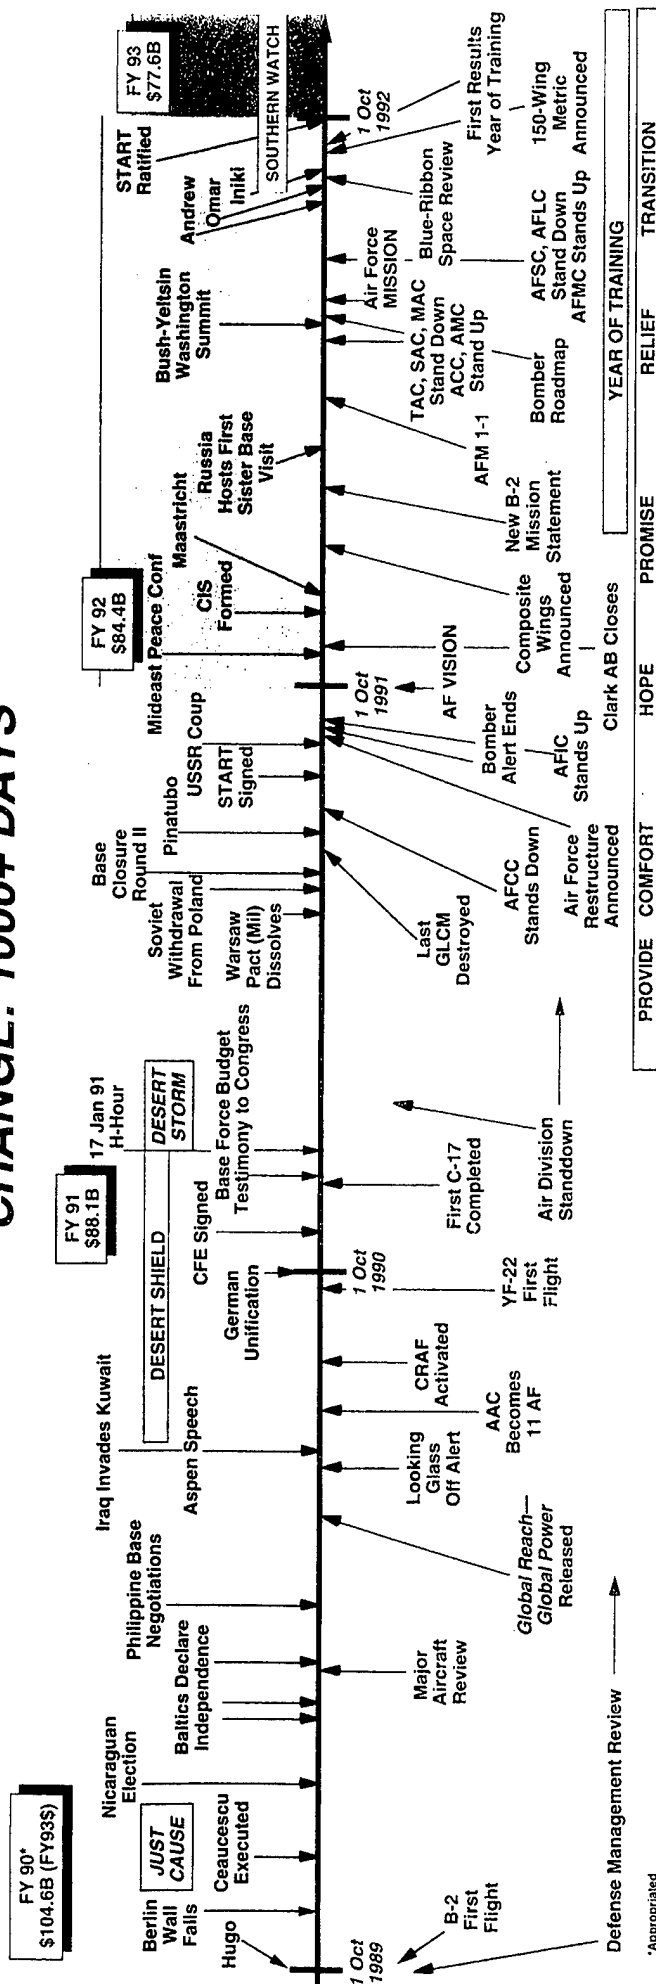 CHANGE: 1000+ DAYS
FY 90*
$104.6B (FY93$)
FY 91
$88.1B
FY 92
$84.4B
FY 93
$77.6B
Hugo
Berlin
Wall
Falls
JUST
CAUSE
Ceaucescu
Executed
Nicaraguan
Election
Baltics Declare
Independence
Philippine Base
Negotiations
Iraq Invades Kuwait
Aspen Speech
DESERT SHIELD
German
Unification
CFE Signed
17 Jan 91
H-Hour
DESERT
STORM
Base Force Budget
Testimony to Congress
Warsaw
Pact (Mil)
Dissolves
Soviet
Withdrawal
From Poland
Base
Closure
Round II
Pinatubo
START
Signed
USSR Coup
Mideast Peace Conf
CIS
Formed
Maastricht
Russia
Hosts First
Sister Base
Visit
Bush-Yeltsin
Washington
Summit
Andrew
Omar
Iniki
START
Ratified
SOUTHERN WATCH
1 Oct
1989
1 Oct
1990
1 Oct
1991
1 Oct
1992
B-2
First
Flight
Defense Management Review
Major
Aircraft
Review
Global Reach—
Global Power
Released
Looking
Glass
Off Alert
AAC
Becomes
11 AF
CRAF
Activated
YF-22
First
Flight
First C-17
Completed
Air Division
Standdown
Last
GLCM
Destroyed
AFCC
Stands Down
Air Force
Restructure
Announced
Bomber
Alert Ends
AFIC
Stands Up
AF VISION
Clark AB Closes
Composite
Wings
Announced
New B-2
Mission
Statement
AFM 1-1
TAC, SAC, MAC
Stand Down
ACC, AMC
Stand Up
Bomber
Roadmap
Air Force
MISSION
AFSC, AFLC
Stand Down
AFMC Stands Up
Blue-Ribbon
Space Review
150-Wing
Metric
Announced
First Results
Year of Training
YEAR OF TRAINING
PROVIDE COMFORT HOPE PROMISE RELIEF TRANSITION
*Appropriated